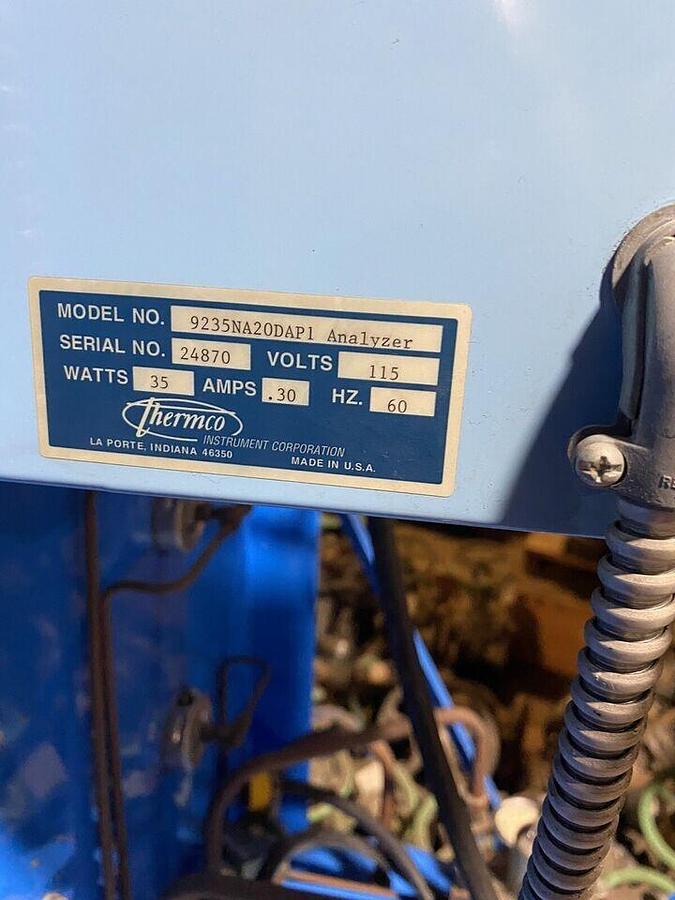 MODEL NO. 9235NA20DAP1 Analyzer
SERIAL NO. 24870 VOLTS 115
WATTS 35 AMPS .30 HZ. 60
Thermco
INSTRUMENT CORPORATION
LA PORTE, INDIANA 46350 MADE IN U.S.A.